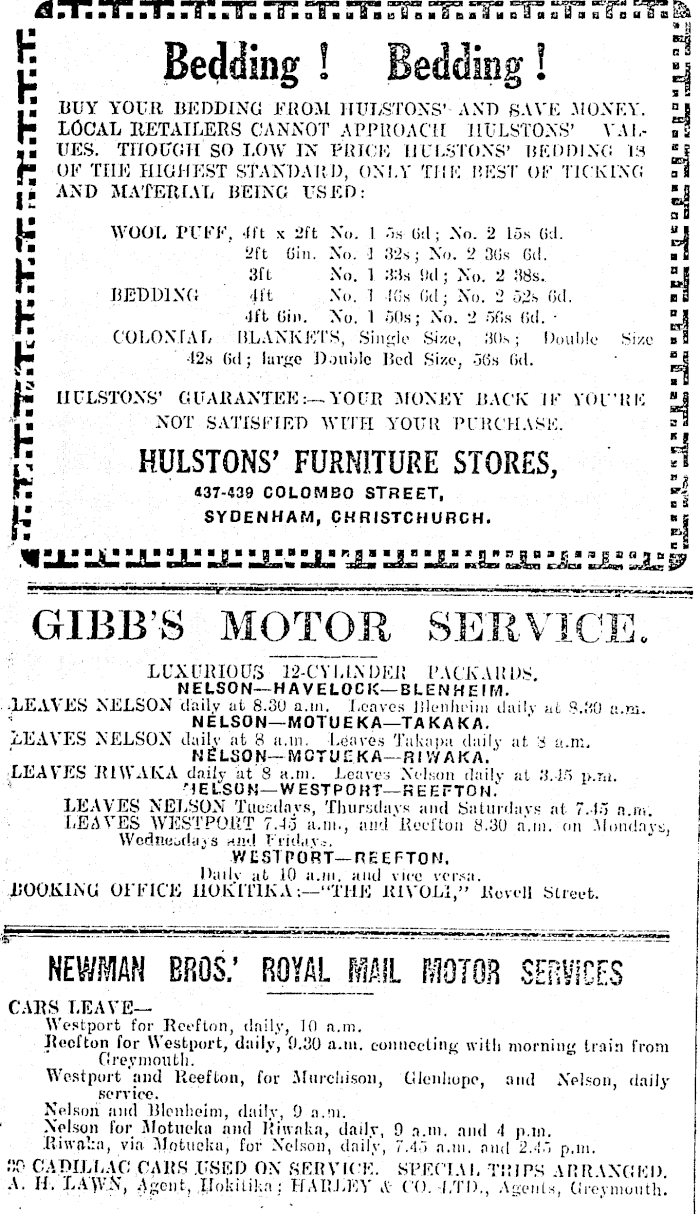 Bedding ! Bedding !
BUY YOUR BEDDING FROM HULSTONS' AND SAVE MONEY.
LOCAL RETAILERS CANNOT APPROACH HULSTONS' VAL-
UES. THOUGH SO LOW IN PRICE HULSTONS' BEDDING IS
OF THE HIGHEST STANDARD, ONLY THE BEST OF TICKING
AND MATERIAL BEING USED:
WOOL PUFF, 4ft x 2ft No. 1 5s 6d; No. 2 15s 6d.
2ft 6in. No. 1 32s; No. 2 36s 6d.
3ft No. 1 33s 9d; No. 2 38s.
BEDDING 4ft No. 1 46s 6d; No. 2 52s 6d.
4ft 6in. No. 1 50s; No. 2 56s 6d.
COLONIAL BLANKETS, Single Size, 30s; Double Size
42s 6d; large Double Bed Size, 56s 6d.
HULSTONS' GUARANTEE:—YOUR MONEY BACK IF YOU'RE
NOT SATISFIED WITH YOUR PURCHASE.
HULSTONS' FURNITURE STORES,
437-439 COLOMBO STREET,
SYDENHAM, CHRISTCHURCH.
GIBB'S MOTOR SERVICE.
LUXURIOUS 12-CYLINDER PACKARDS.
NELSON—HAVELOCK—BLENHEIM.
LEAVES NELSON daily at 8.30 a.m. Leaves Blenheim daily at 8.30 a.m.
NELSON—MOTUEKA—TAKAKA.
LEAVES NELSON daily at 8 a.m. Leaves Takapa daily at 8 a.m.
NELSON—MOTUEKA—RIWAKA.
LEAVES RIWAKA daily at 8 a.m. Leaves Nelson daily at 3.45 p.m.
NELSON—WESTPORT—REEFTON.
LEAVES NELSON Tuesdays, Thursdays and Saturdays at 7.45 a.m.
LEAVES WESTPORT 7.45 a.m., and Reefton 8.30 a.m. on Mondays,
Wednesdays and Fridays.
WESTPORT—REEFTON.
Daily at 10 a.m. and vice versa.
BOOKING OFFICE HOKITIKA:—"THE RIVOLI," Revell Street.
NEWMAN BROS.' ROYAL MAIL MOTOR SERVICES
CARS LEAVE—
Westport for Reefton, daily, 10 a.m.
Reefton for Westport, daily, 9.30 a.m. connecting with morning train from
Greymouth.
Westport and Reefton, for Murchison, Glenhope, and Nelson, daily
service.
Nelson and Blenheim, daily, 9 a.m.
Nelson for Motueka and Riwaka, daily, 9 a.m. and 4 p.m.
Riwaka, via Motueka, for Nelson, daily, 7.45 a.m. and 2.45 p.m.
30 CADILLAC CARS USED ON SERVICE. SPECIAL TRIPS ARRANGED.
A. H. LAWN, Agent, Hokitika; HARLEY & CO. LTD., Agents, Greymouth.